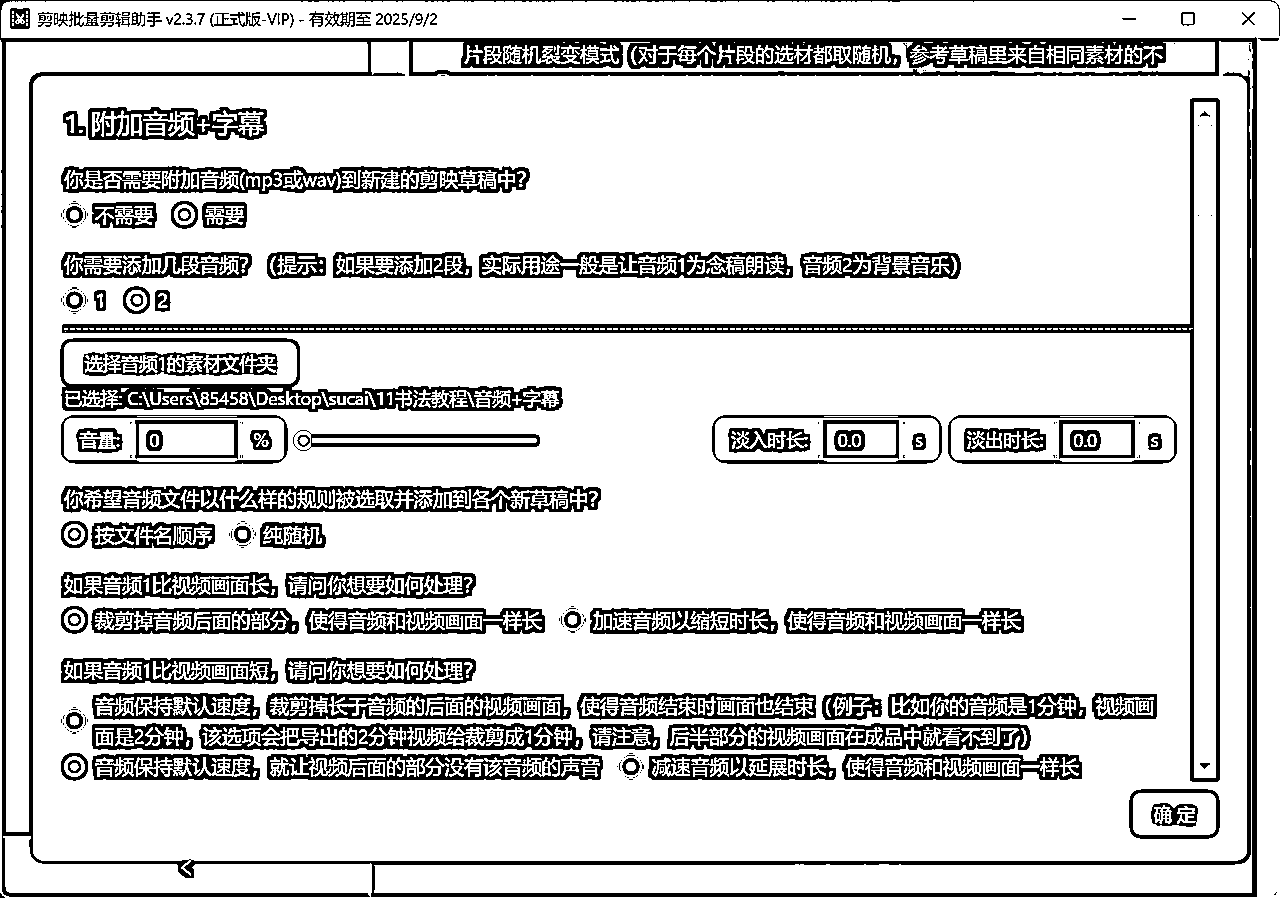 剪映批量剪辑助手 v2.3.7 (正式版-VIP) - 有效期至 2025/9/2
片段随机裂变模式（对于每个片段的选材都取随机，参考草稿里来自相同素材的不
1. 附加音频+字幕
你是否需要附加音频(mp3或wav)到新建的剪映草稿中？
不需要 需要
你需要添加几段音频？（提示：如果要添加2段，实际用途一般是让音频1为念稿朗读，音频2为背景音乐）
1 2
选择音频1的素材文件夹
已选择: C:\Users\85458\Desktop\sucai\11书法教程\音频+字幕
音量: 0 % 淡入时长: 0.0 s 淡出时长: 0.0 s
你希望音频文件以什么样的规则被选取并添加到各个新草稿中？
按文件名顺序 纯随机
如果音频1比视频画面长，请问你想要如何处理？
裁剪掉音频后面的部分，使得音频和视频画面一样长 加速音频以缩短时长，使得音频和视频画面一样长
如果音频1比视频画面短，请问你想要如何处理？
音频保持默认速度，裁剪掉长于音频的后面的视频画面，使得音频结束时画面也结束（例子：比如你的音频是1分钟，视频画
面是2分钟，该选项会把导出的2分钟视频给裁剪成1分钟，请注意，后半部分的视频画面在成品中就看不到了）
音频保持默认速度，就让视频后面的部分没有该音频的声音 减速音频以延展时长，使得音频和视频画面一样长
确定